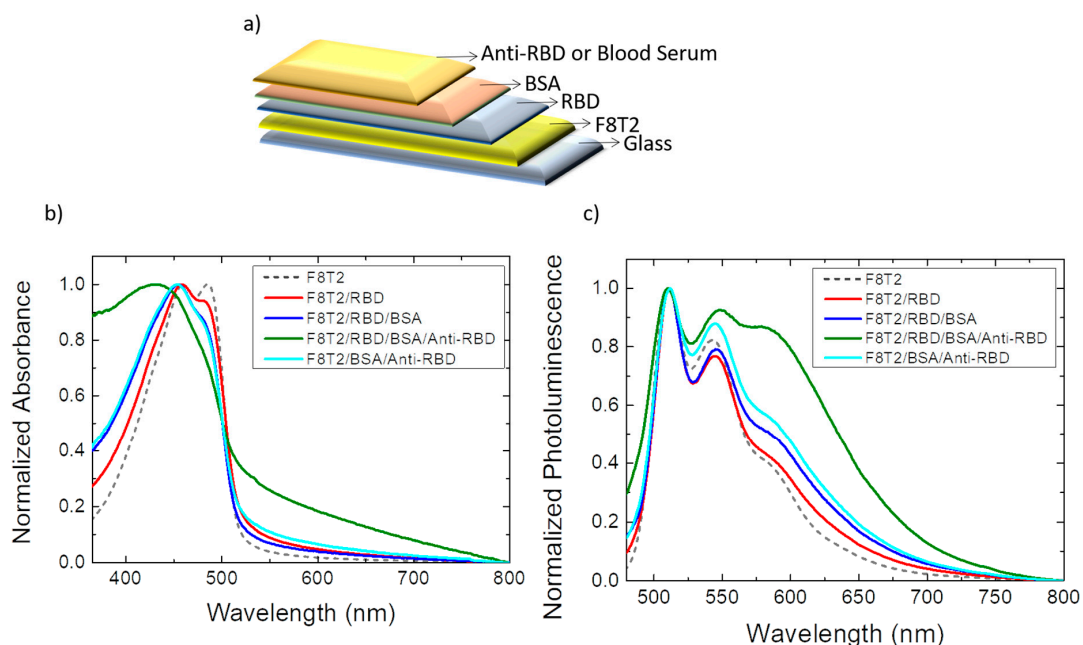 a)
Anti-RBD or Blood Serum
BSA
RBD
F8T2
Glass
b)
Normalized Absorbance
1.0
0.8
0.6
0.4
0.2
0.0
400
500
600
700
800
Wavelength (nm)
F8T2
F8T2/RBD
F8T2/RBD/BSA
F8T2/RBD/BSA/Anti-RBD
F8T2/BSA/Anti-RBD
c)
Normalized Photoluminescence
1.0
0.8
0.6
0.4
0.2
0.0
500
550
600
650
700
750
800
Wavelength (nm)
F8T2
F8T2/RBD
F8T2/RBD/BSA
F8T2/RBD/BSA/Anti-RBD
F8T2/BSA/Anti-RBD